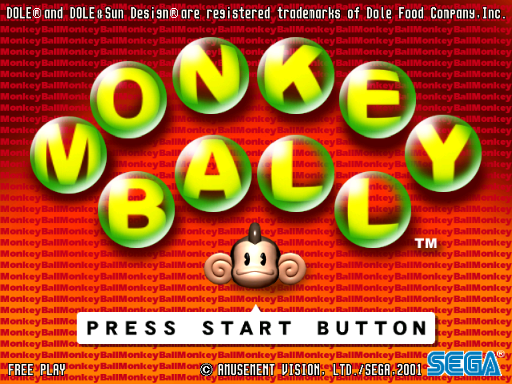 DOLE® and DOLE & Sun Design® are registered trademarks of Dole Food Company, Inc.
MONKEY
BALL
TM
PRESS START BUTTON
FREE PLAY
© AMUSEMENT VISION, LTD./SEGA, 2001
SEGA®